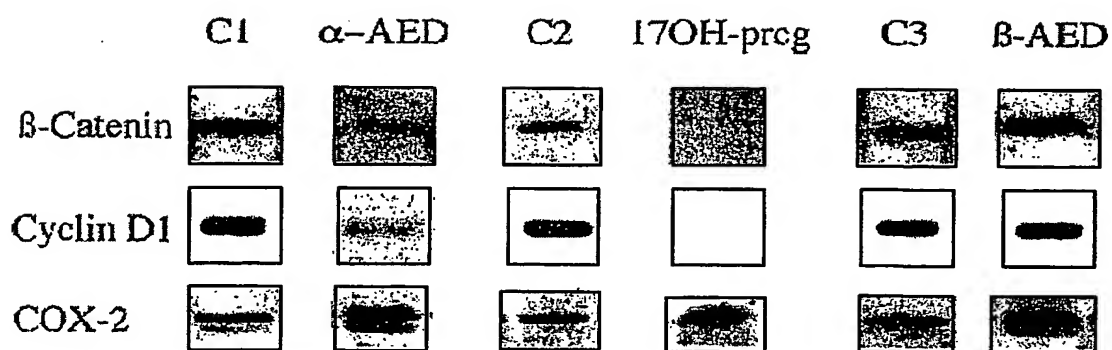 C1 α-AED C2 17OH-preg C3 ß-AED
ß-Catenin
Cyclin D1
COX-2